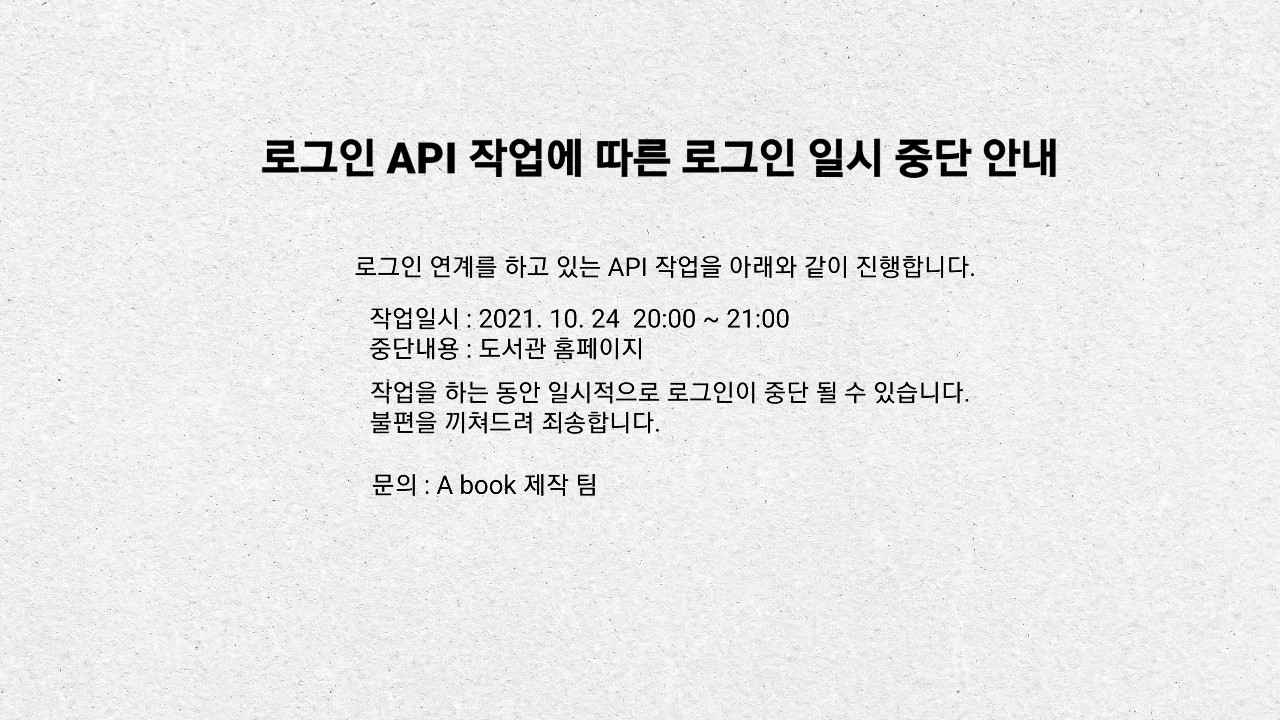 로그인 API 작업에 따른 로그인 일시 중단 안내
로그인 연계를 하고 있는 API 작업을 아래와 같이 진행합니다.
작업일시 : 2021. 10. 24  20:00 ~ 21:00
중단내용 : 도서관 홈페이지
작업을 하는 동안 일시적으로 로그인이 중단 될 수 있습니다.
불편을 끼쳐드려 죄송합니다.
문의 : A book 제작 팀